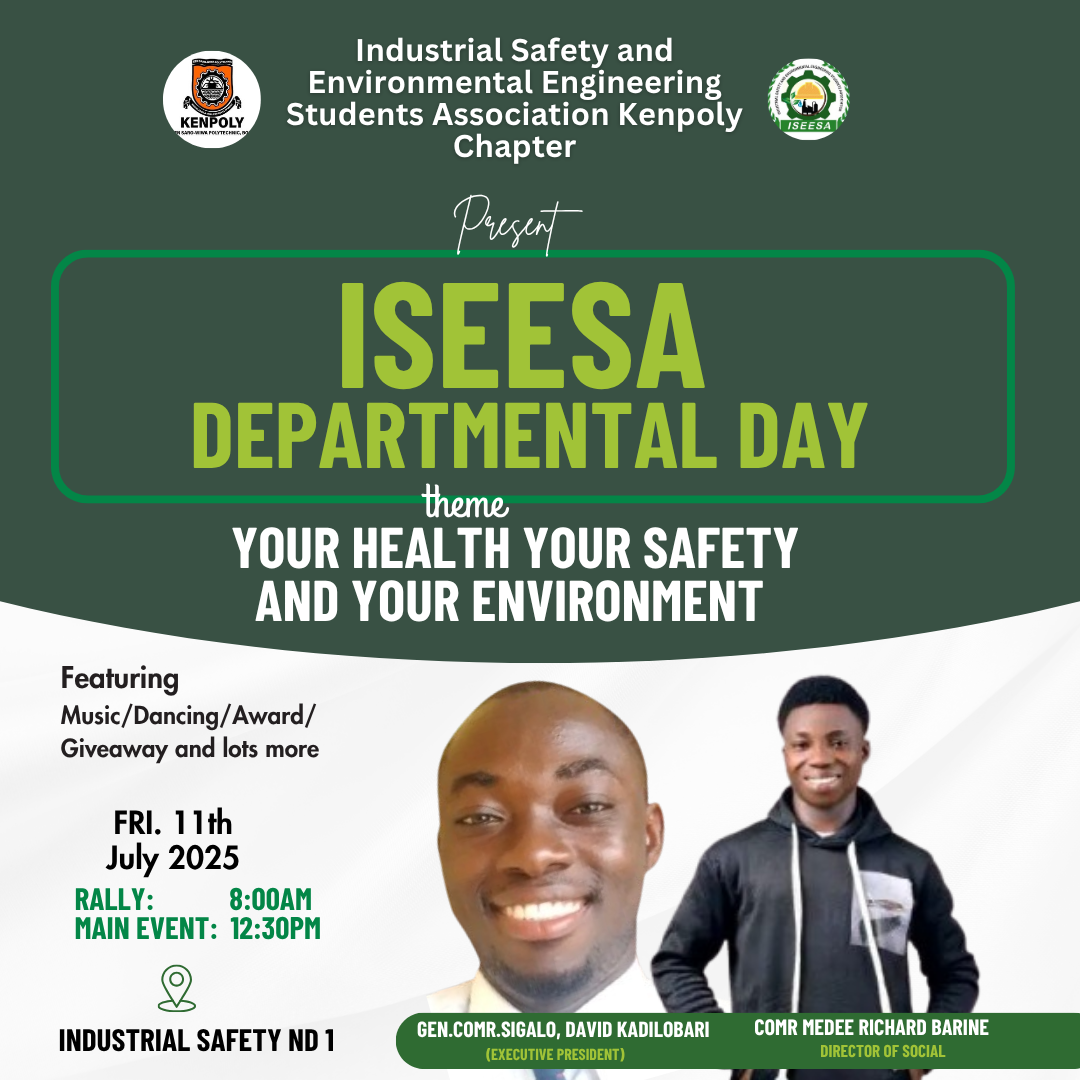 Industrial Safety and
Environmental Engineering
Students Association Kenpoly
Chapter
KENPOLY
ISEESA
Present
ISEESA
DEPARTMENTAL DAY
theme
YOUR HEALTH YOUR SAFETY
AND YOUR ENVIRONMENT
Featuring
Music/Dancing/Award/
Giveaway and lots more
FRI. 11th
July 2025
RALLY: 8:00AM
MAIN EVENT: 12:30PM
INDUSTRIAL SAFETY ND 1
GEN.COMR.SIGALO, DAVID KADILOBARI
(EXECUTIVE PRESIDENT)
COMR MEDEE RICHARD BARINE
DIRECTOR OF SOCIAL